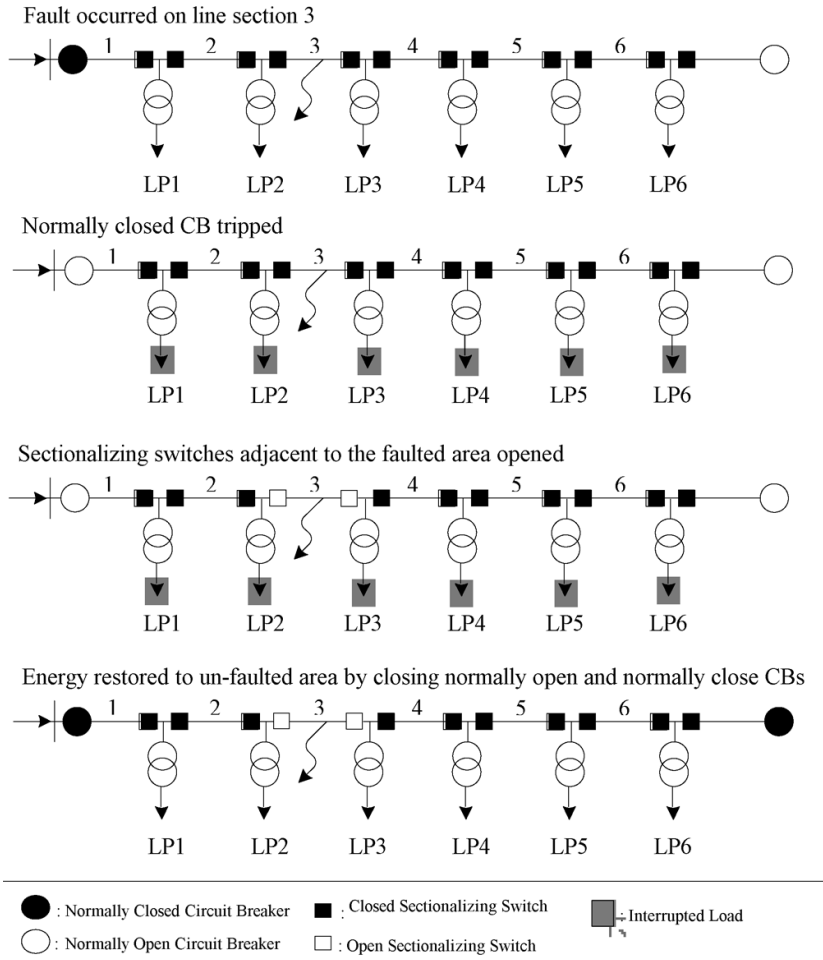 Fault occurred on line section 3
1 2 3 4 5 6
LP1 LP2 LP3 LP4 LP5 LP6
Normally closed CB tripped
1 2 3 4 5 6
LP1 LP2 LP3 LP4 LP5 LP6
Sectionalizing switches adjacent to the faulted area opened
1 2 3 4 5 6
LP1 LP2 LP3 LP4 LP5 LP6
Energy restored to un-faulted area by closing normally open and normally close CBs
1 2 3 4 5 6
LP1 LP2 LP3 LP4 LP5 LP6
: Normally Closed Circuit Breaker
: Closed Sectionalizing Switch
: Interrupted Load
: Normally Open Circuit Breaker
: Open Sectionalizing Switch